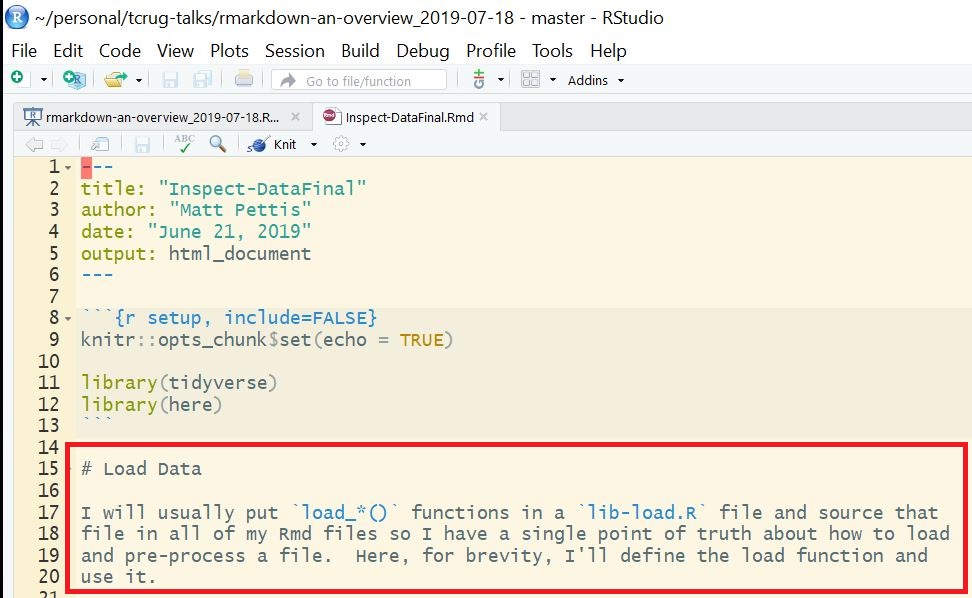 ~/personal/tcrug-talks/rmarkdown-an-overview_2019-07-18 - master - RStudio
File Edit Code View Plots Session Build Debug Profile Tools Help
Go to file/function Addins
rmarkdown-an-overview_2019-07-18.R... Inspect-DataFinal.Rmd
ABC Knit
1 ---
2 title: "Inspect-DataFinal"
3 author: "Matt Pettis"
4 date: "June 21, 2019"
5 output: html_document
6 ---
7
8 ```{r setup, include=FALSE}
9 knitr::opts_chunk$set(echo = TRUE)
10
11 library(tidyverse)
12 library(here)
13 ```
14
15 # Load Data
16
17 I will usually put `load_*()` functions in a `lib-load.R` file and source that
18 file in all of my Rmd files so I have a single point of truth about how to load
19 and pre-process a file.  Here, for brevity, I'll define the load function and
20 use it.
21